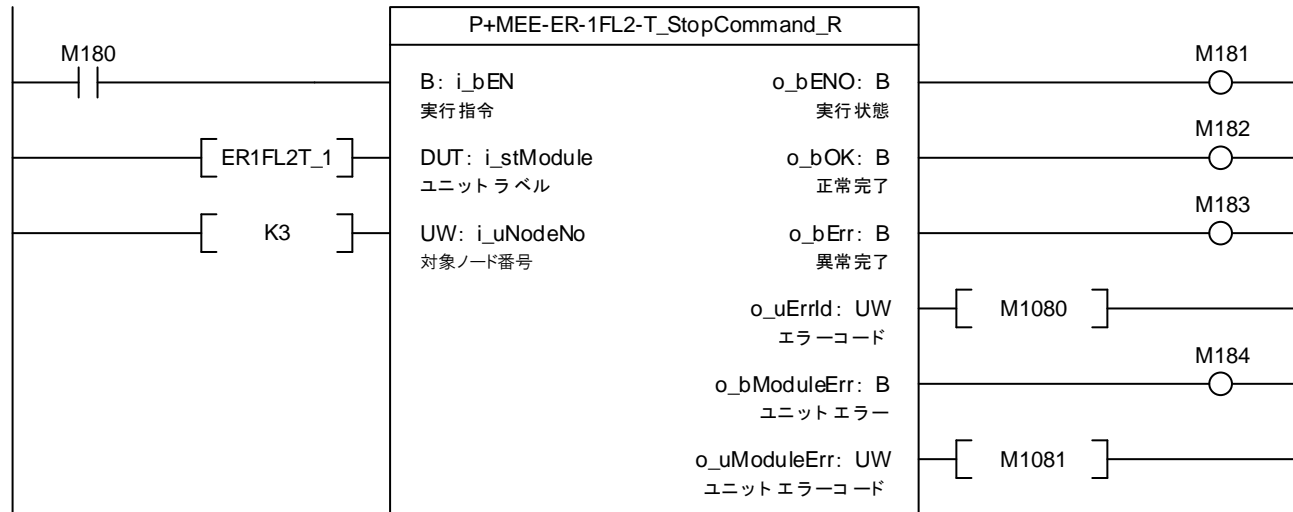 P+MEE-ER-1FL2-T_StopCommand_R
M180
M181
B: i_bEN
o_bENO: B
実行指令
実行状態
M182
ER1FL2T_1
DUT: i_stModule
o_bOK: B
ユニットラベル
正常完了
M183
K3
UW: i_uNodeNo
o_bErr: B
対象ノード番号
異常完了
o_uErrId: UW
M1080
エラーコード
M184
o_bModuleErr: B
ユニットエラー
o_uModuleErr: UW
M1081
ユニットエラーコード